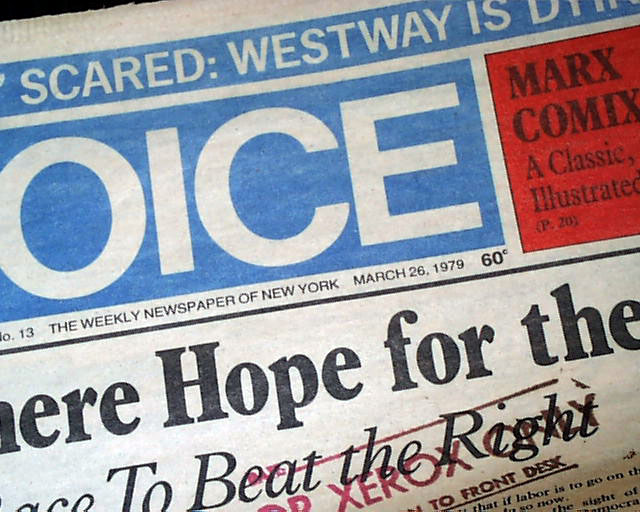 SCARED: WESTWAY IS
OICE
MARX
COMIX
A Classic,
Illustrated
(P. 20)
No. 13 THE WEEKLY NEWSPAPER OF NEW YORK MARCH 26, 1979 60¢
here Hope for the
ace To Beat the Right
XEROX COPY
TO FRONT DESK
that if labor is to go on th
so now.
the sight of